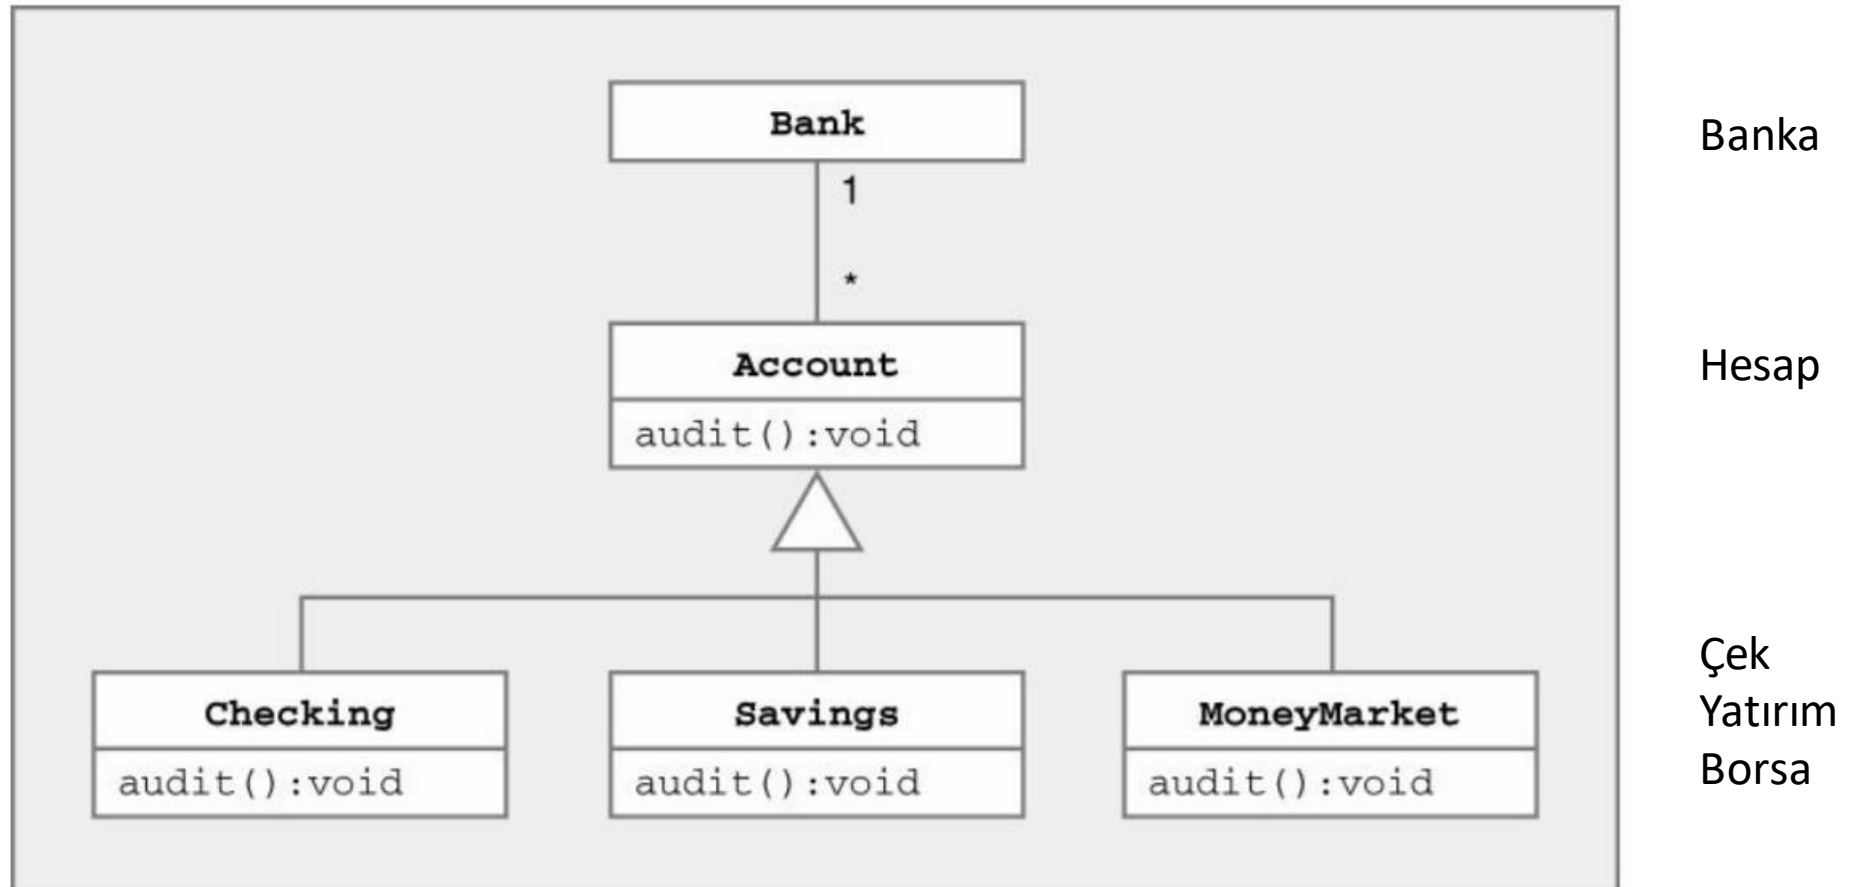 Bank
Banka
1
*
Account
Hesap
audit():void
Çek
Checking
Savings
MoneyMarket
Yatırım
audit():void
audit():void
audit():void
Borsa